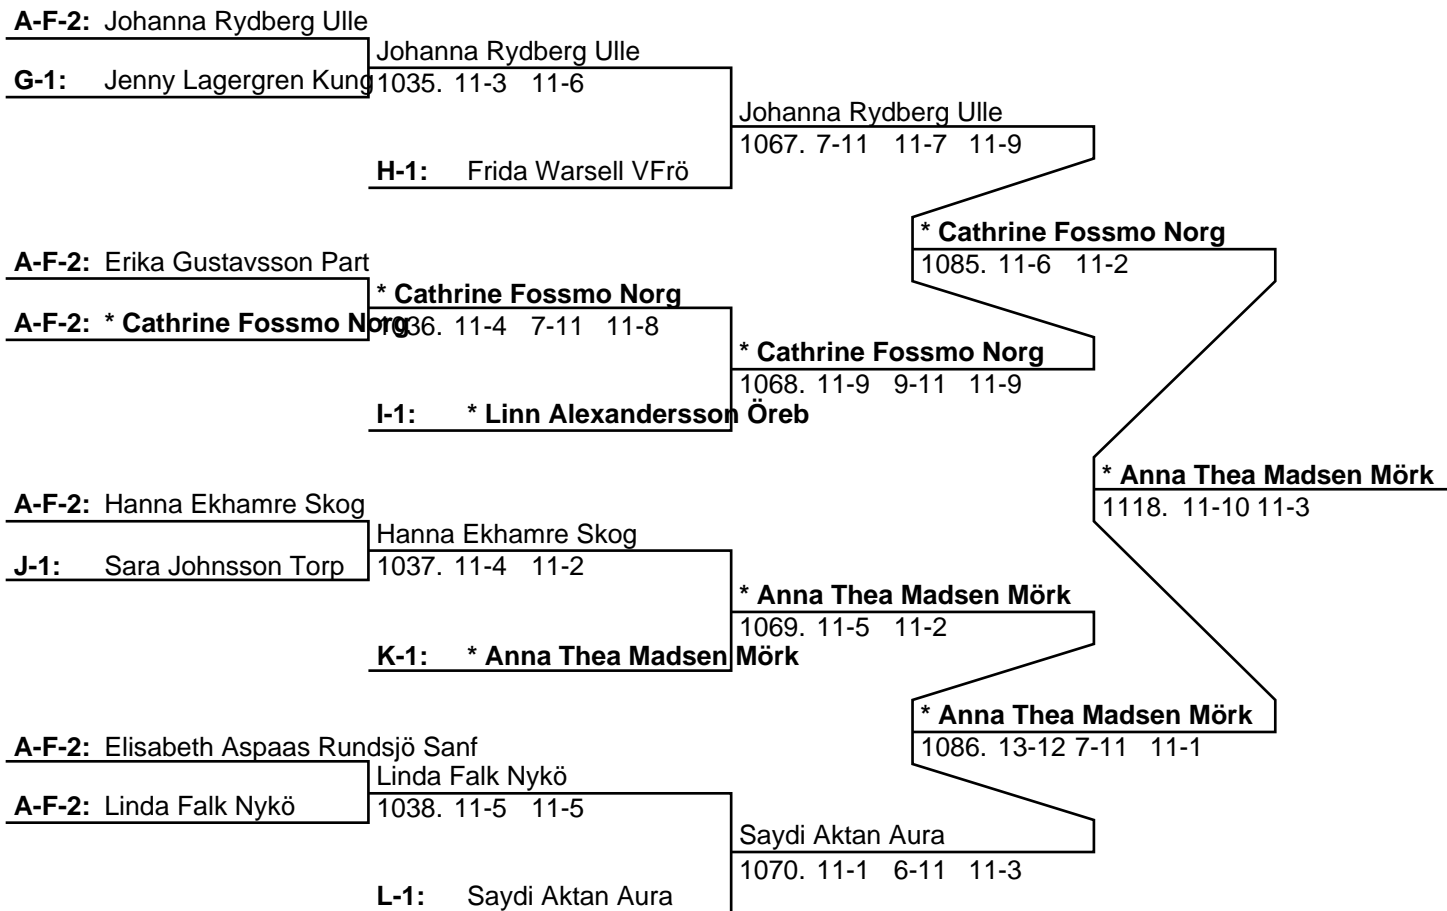 A-F-2: Johanna Rydberg Ulle
Johanna Rydberg Ulle
G-1: Jenny Lagergren Kung
1035. 11-3 11-6
Johanna Rydberg Ulle
1067. 7-11 11-7 11-9
H-1: Frida Warsell VFrö
* Cathrine Fossmo Norg
1085. 11-6 11-2
A-F-2: Erika Gustavsson Part
* Cathrine Fossmo Norg
A-F-2: * Cathrine Fossmo Norg
1036. 11-4 7-11 11-8
* Cathrine Fossmo Norg
1068. 11-9 9-11 11-9
I-1: * Linn Alexandersson Öreb
* Anna Thea Madsen Mörk
1118. 11-10 11-3
A-F-2: Hanna Ekhamre Skog
Hanna Ekhamre Skog
J-1: Sara Johnsson Torp
1037. 11-4 11-2
* Anna Thea Madsen Mörk
1069. 11-5 11-2
K-1: * Anna Thea Madsen Mörk
* Anna Thea Madsen Mörk
1086. 13-12 7-11 11-1
A-F-2: Elisabeth Aspaas Rundsjö Sanf
Linda Falk Nykö
A-F-2: Linda Falk Nykö
1038. 11-5 11-5
Saydi Aktan Aura
1070. 11-1 6-11 11-3
L-1: Saydi Aktan Aura